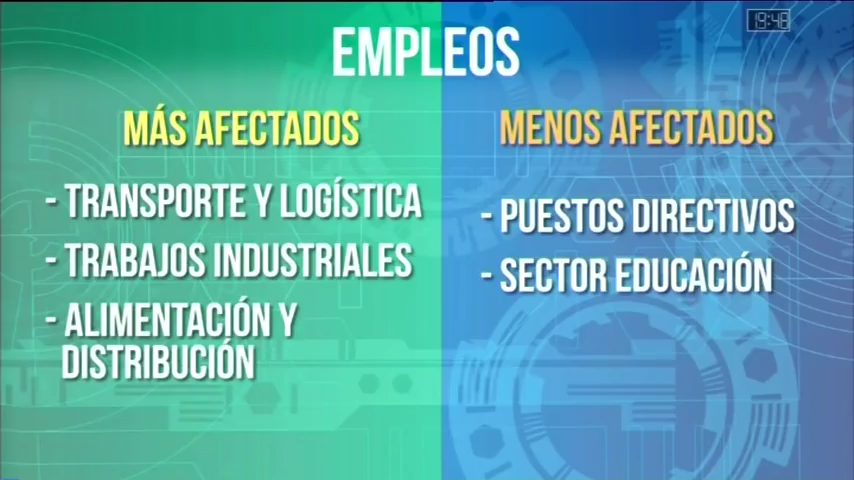 19:48
EMPLEOS
MÁS AFECTADOS
- TRANSPORTE Y LOGÍSTICA
- TRABAJOS INDUSTRIALES
- ALIMENTACIÓN Y
DISTRIBUCIÓN
MENOS AFECTADOS
- PUESTOS DIRECTIVOS
- SECTOR EDUCACIÓN